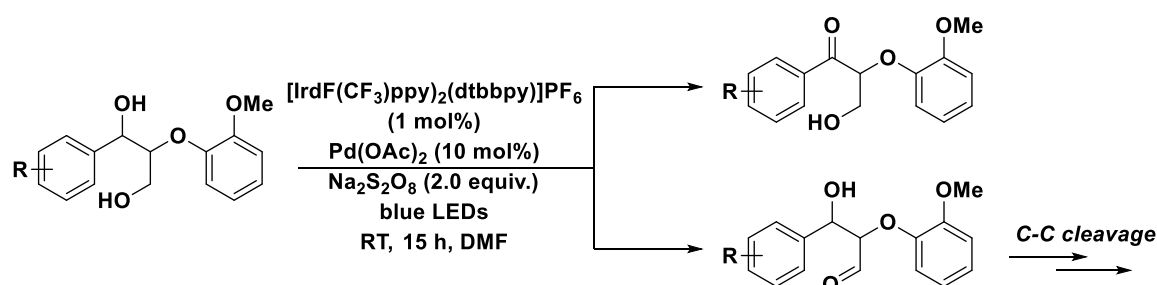 OH
OMe
O
R
HO
[IrdF(CF3)ppy)2(dtbbpy)]PF6
(1 mol%)
Pd(OAc)2 (10 mol%)
Na2S2O8 (2.0 equiv.)
blue LEDs
RT, 15 h, DMF
O
OMe
O
R
HO
OH
OMe
O
R
O
C-C cleavage